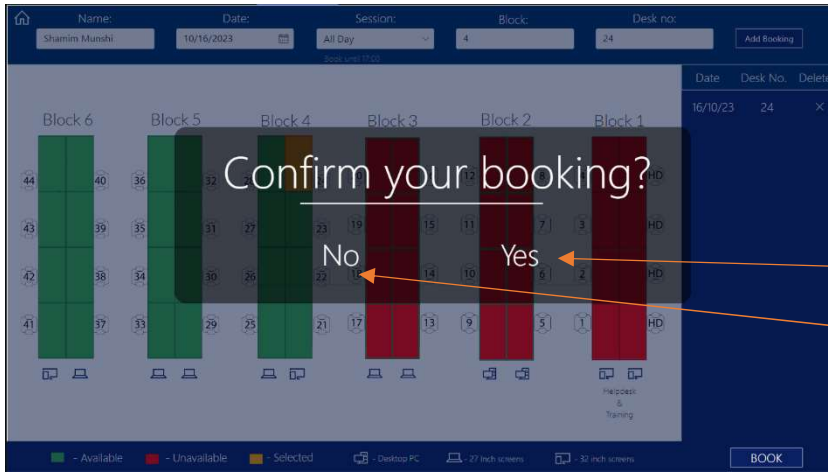 Name: Date: Session: Block: Desk no:
Shamim Munshi 10/16/2023 All Day 4 24 Add Booking
Book until 17:00
Date Desk No. Delete
16/10/23 24 ×
Block 6 Block 5 Block 4 Block 3 Block 2 Block 1
Confirm your booking?
No Yes
44 40 36 32 12 8 HD
43 39 35 31 27 23 19 15 11 7 3 HD
42 38 34 30 26 22 18 14 10 6 2 HD
41 37 33 29 25 21 17 13 9 5 1 HD
Helpdesk
&
Training
- Available - Unavailable - Selected - Desktop PC - 27 Inch screens - 32 inch screens BOOK